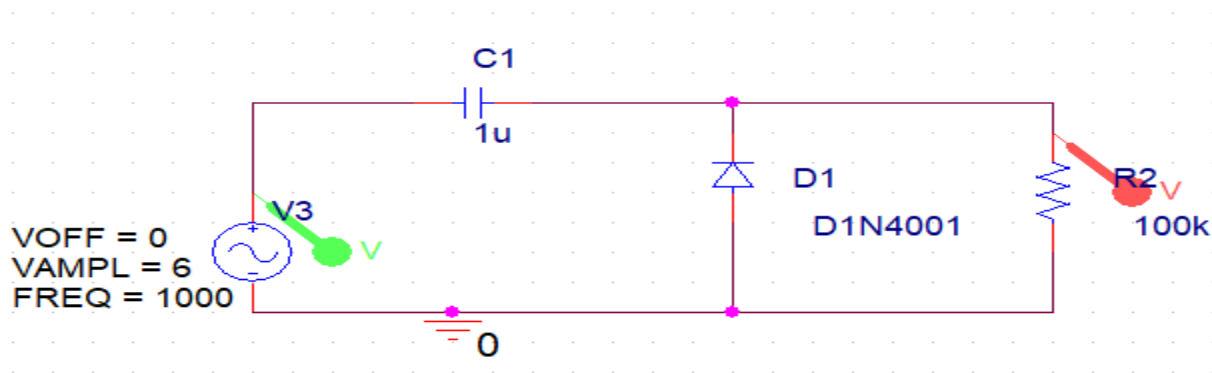 C1
1u
V3
V
VOFF = 0
VAMPL = 6
FREQ = 1000
0
D1
D1N4001
R2
V
100k
+
-